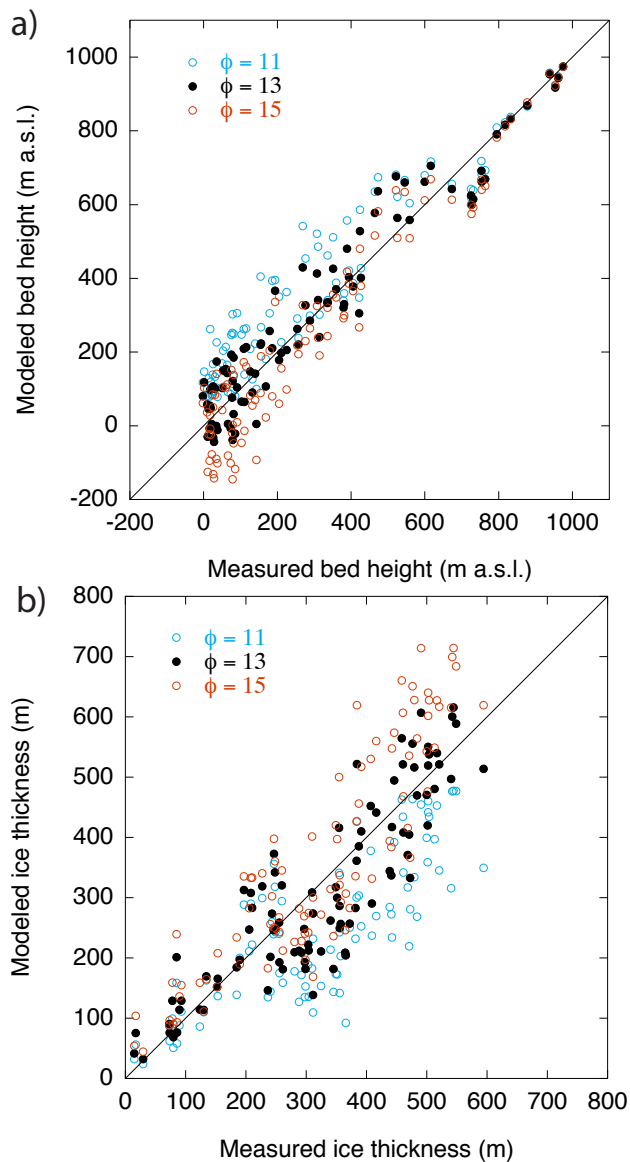 a)
1000
800
600
400
200
0
-200
Modeled bed height (m a.s.l.)
ϕ = 11
ϕ = 13
ϕ = 15
-200 0 200 400 600 800 1000
Measured bed height (m a.s.l.)
b)
800
700
600
500
400
300
200
100
0
Modeled ice thickness (m)
ϕ = 11
ϕ = 13
ϕ = 15
0 100 200 300 400 500 600 700 800
Measured ice thickness (m)